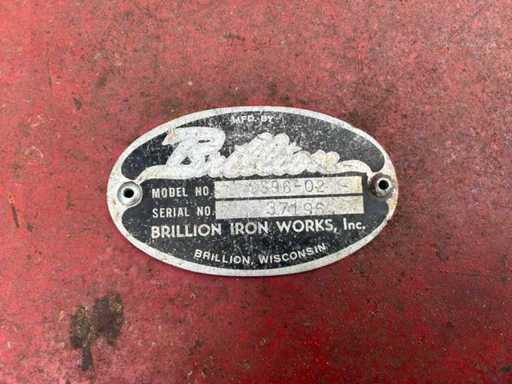 MFD. BY
Brillion
MODEL NO.
SERIAL NO. 37196
BRILLION IRON WORKS, Inc.
BRILLION, WISCONSIN